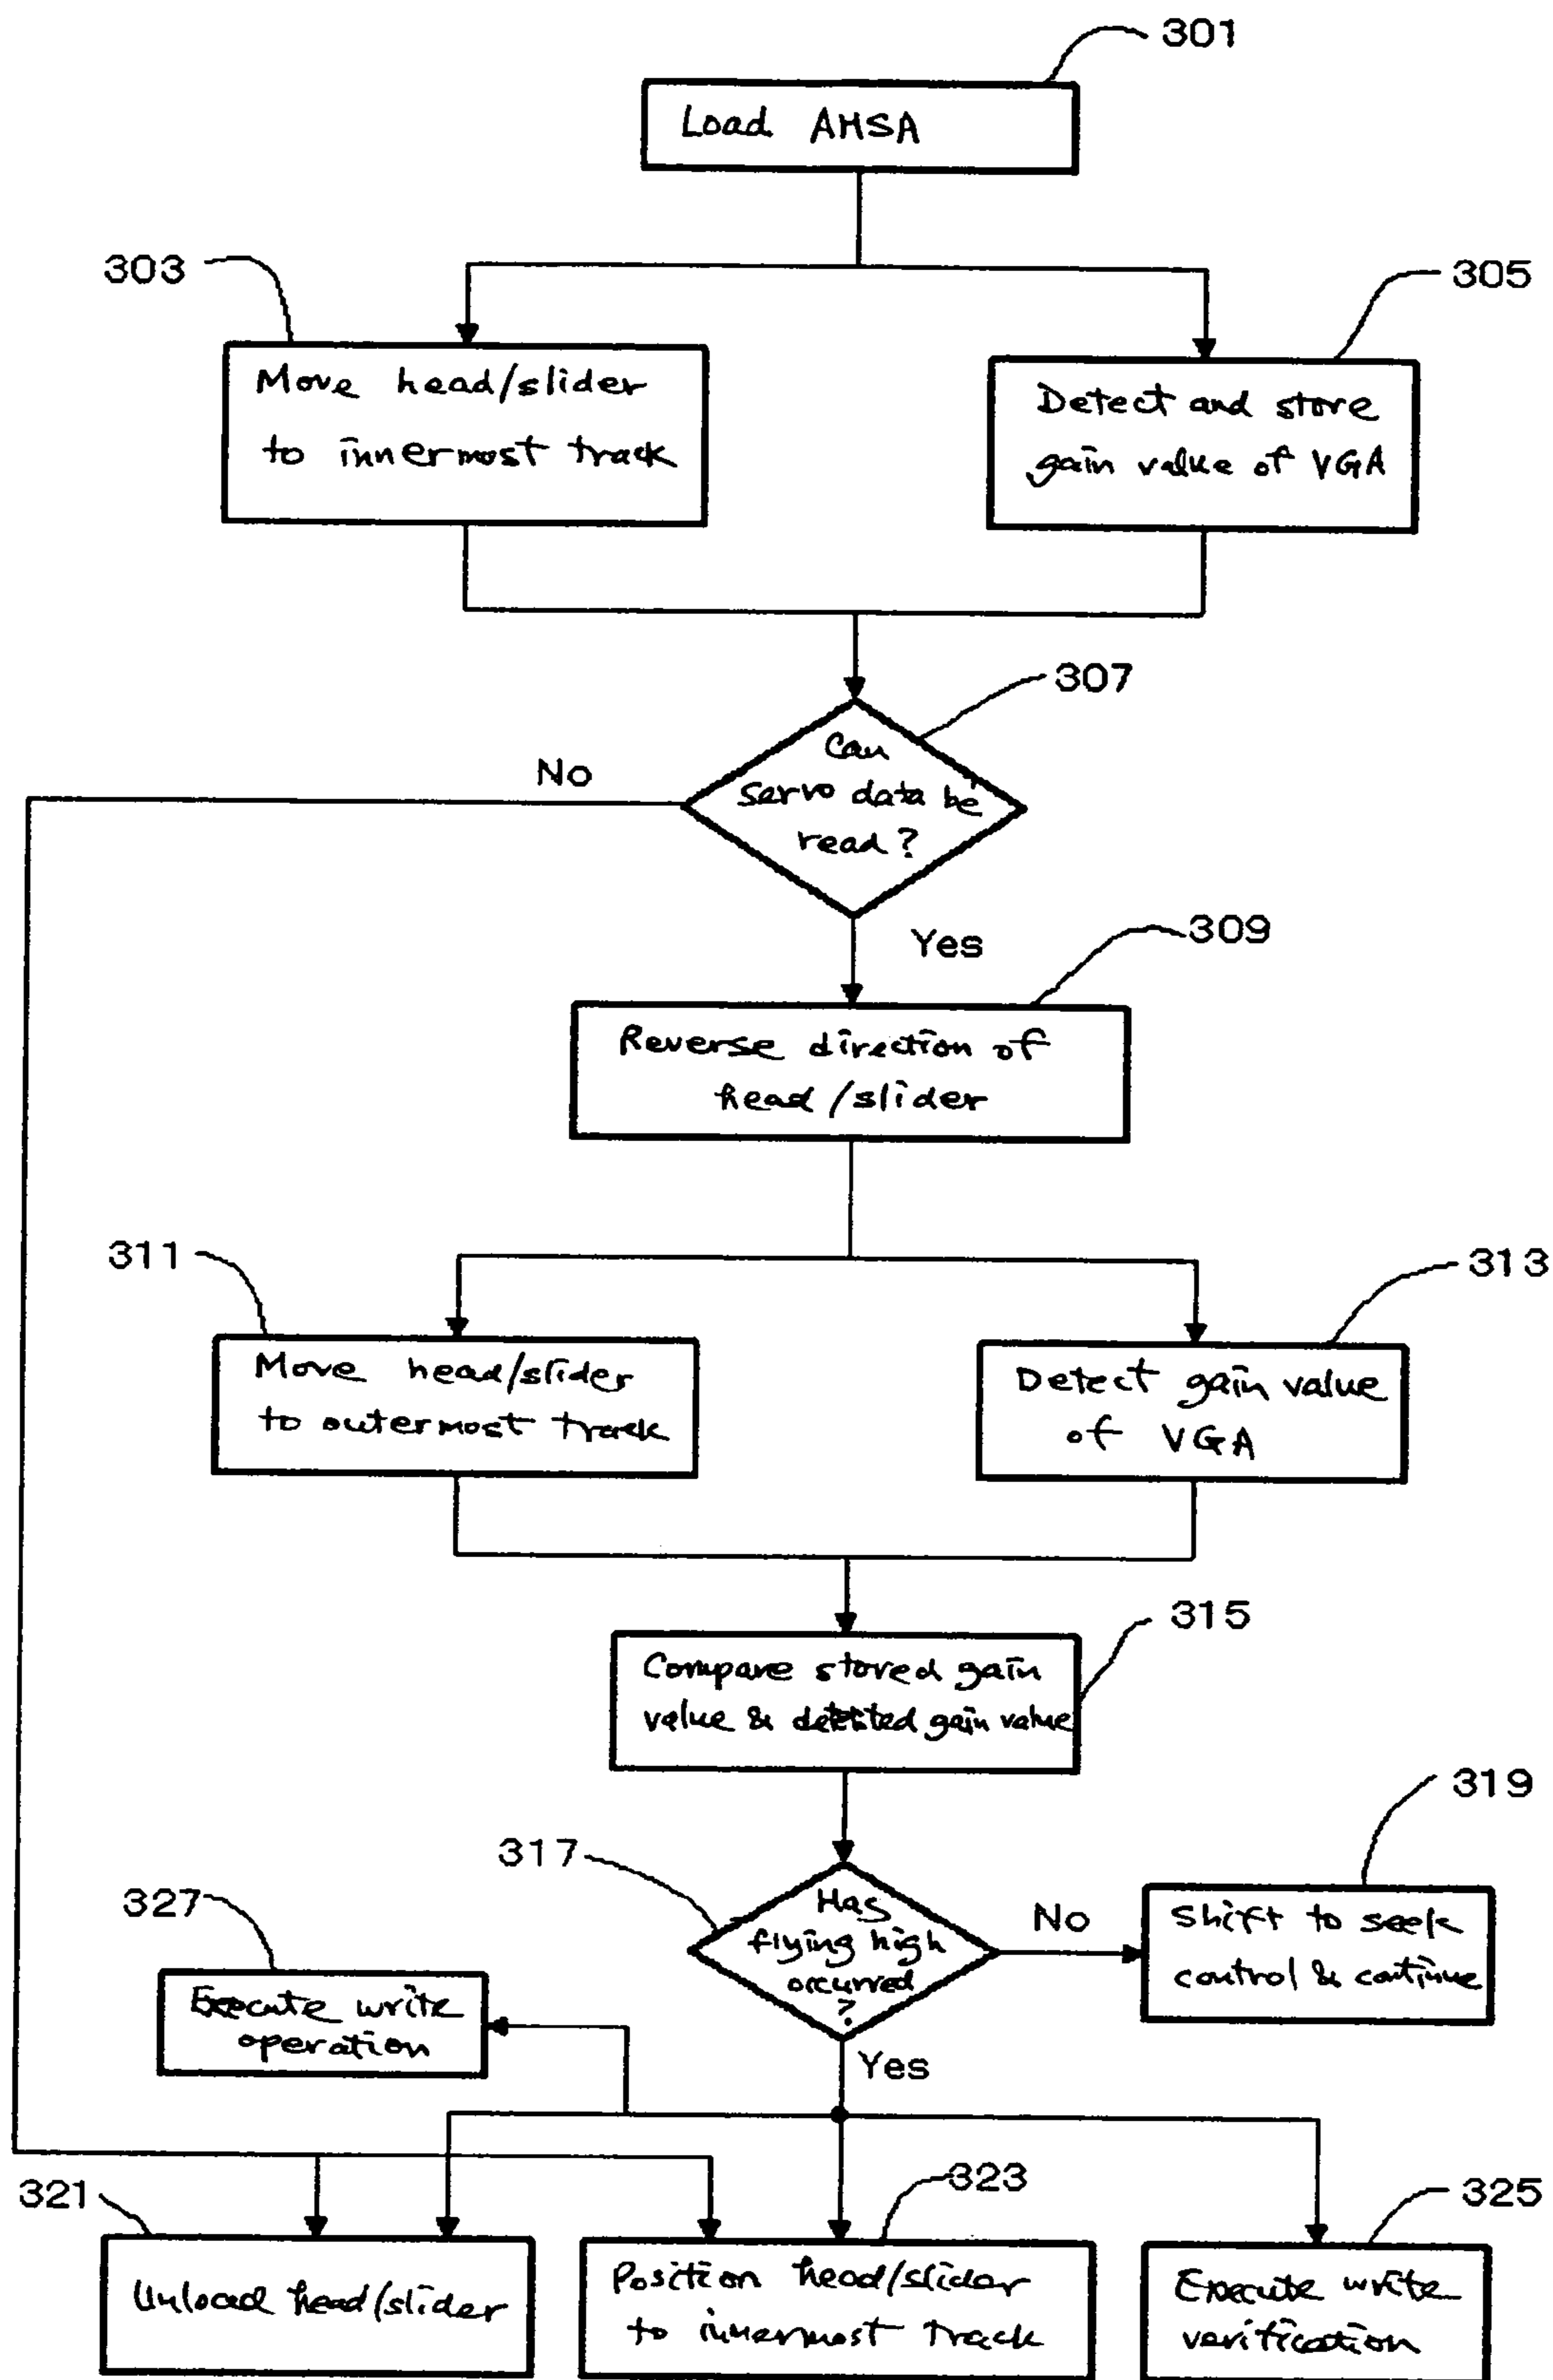 301
Load AHSA
303
305
Move head/slider
to innermost track
Detect and store
gain value of VGA
307
No
Can
servo data be
read?
Yes
309
Reverse direction of
head/slider
311
313
Move head/slider
to outermost track
Detect gain value
of VGA
315
Compare stored gain
value & detected gain value
319
317
327
Has
flying high
occurred
?
No
Shift to seek
control & continue
Execute write
operation
Yes
321
323
325
Unload head/slider
Position head/slider
to innermost track
Execute write
verification